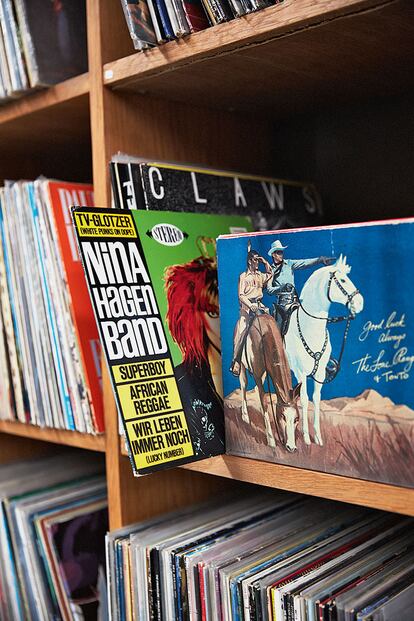 CLAWS
TV-GLOTZER
(WHITE PUNKS ON DOPE)
STEREO
NINA
HAGEN
BAND
SUPERBOY
AFRICAN
REGGAE
WIR LEBEN
IMMER NOCH
(LUCKY NUMBER)
Good luck
always
The Lone Ranger
+ Tonto